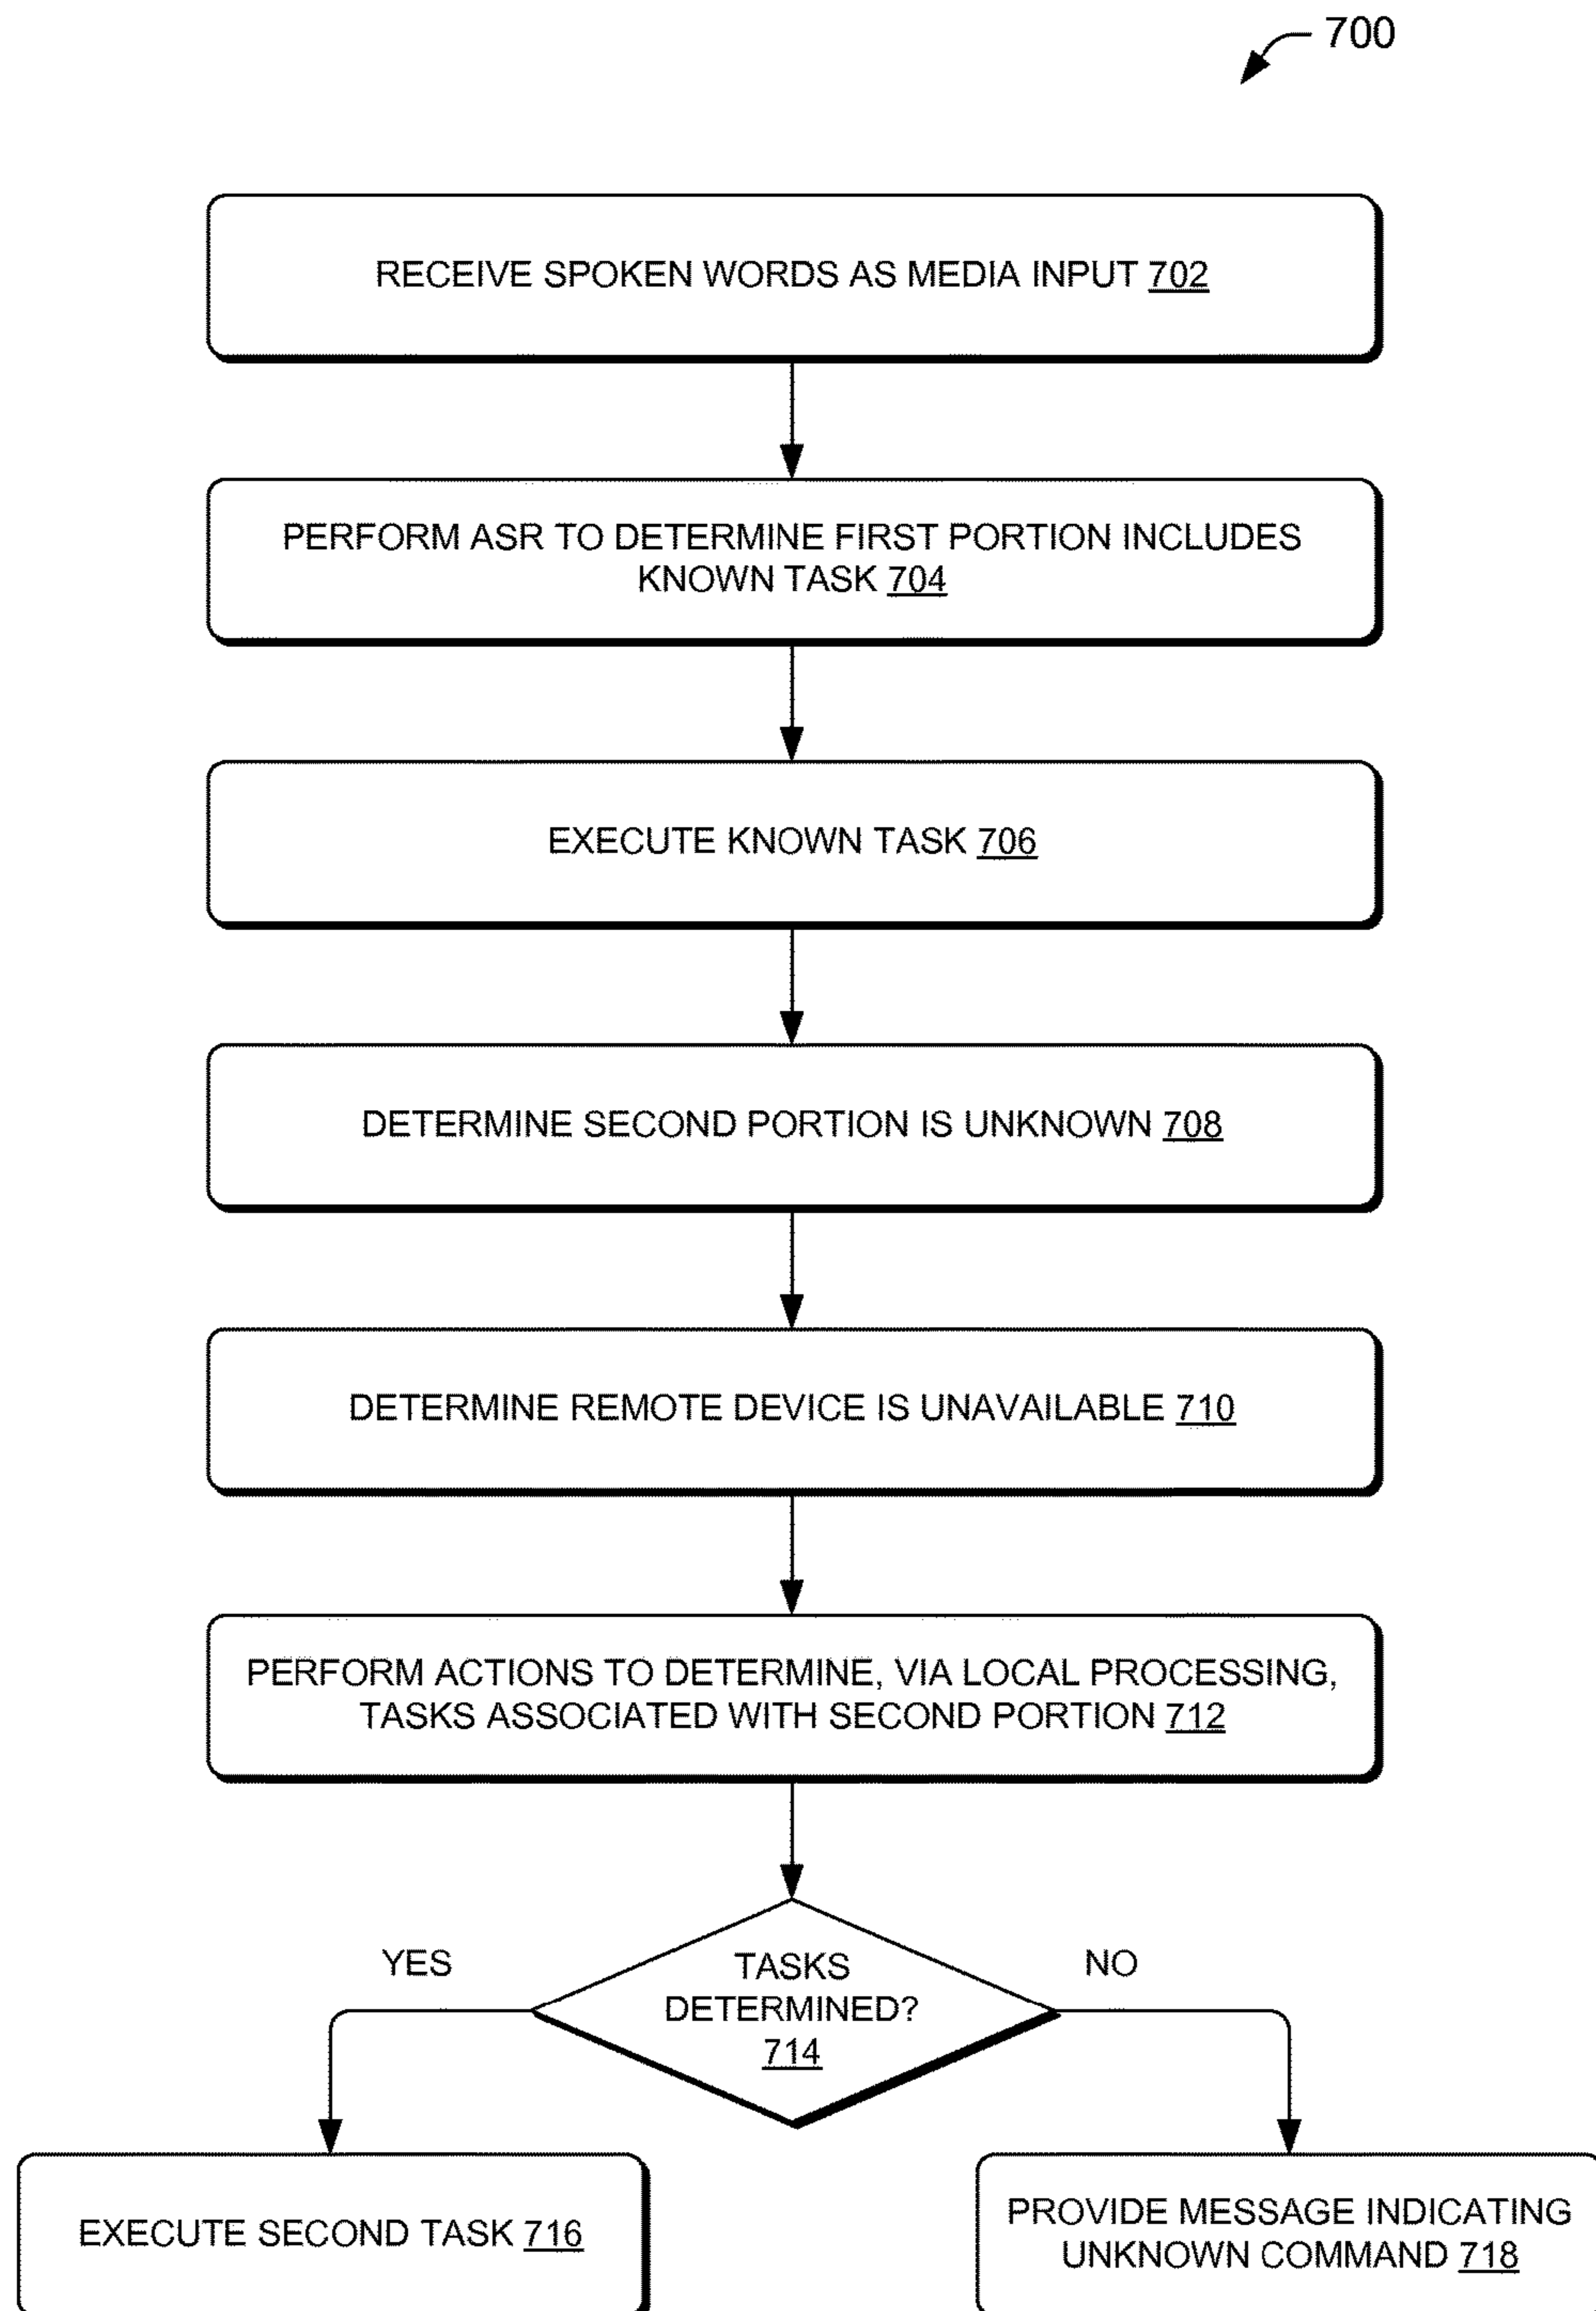 700
RECEIVE SPOKEN WORDS AS MEDIA INPUT 702
PERFORM ASR TO DETERMINE FIRST PORTION INCLUDES
KNOWN TASK 704
EXECUTE KNOWN TASK 706
DETERMINE SECOND PORTION IS UNKNOWN 708
DETERMINE REMOTE DEVICE IS UNAVAILABLE 710
PERFORM ACTIONS TO DETERMINE, VIA LOCAL PROCESSING,
TASKS ASSOCIATED WITH SECOND PORTION 712
YES
TASKS
DETERMINED?
714
NO
EXECUTE SECOND TASK 716
PROVIDE MESSAGE INDICATING
UNKNOWN COMMAND 718